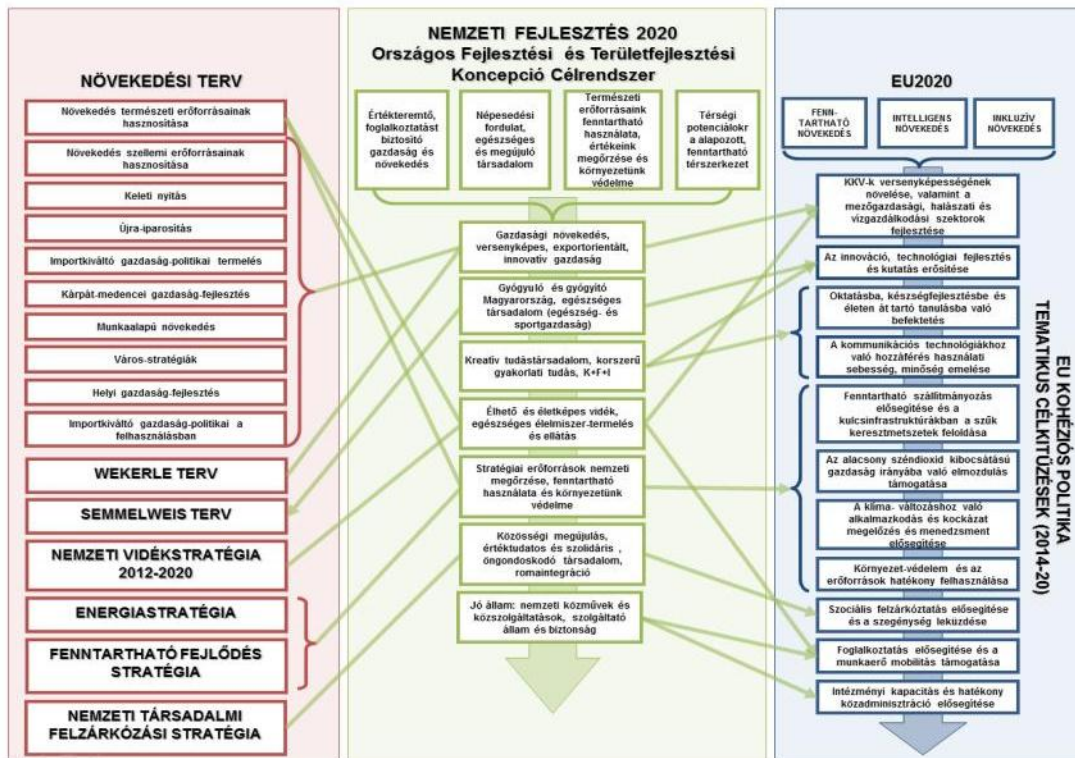 NÖVEKEDÉSI TERV
Növekedés természeti erőforrásainak
hasznosítása
Növekedés szellemi erőforrásainak
hasznosítása
Keleti nyitás
Újra-iparosítás
Importkiváltó gazdaság-politikai termelés
Kárpát-medencei gazdaság-fejlesztés
Munkaalapú növekedés
Város-stratégiák
Helyi gazdaság-fejlesztés
Importkiváltó gazdaság-politikai a
felhasználásban
WEKERLE TERV
SEMMELWEIS TERV
NEMZETI VIDÉKSTRATÉGIA
2012-2020
ENERGIASTRATÉGIA
FENNTARTHATÓ FEJLŐDÉS
STRATÉGIA
NEMZETI TÁRSADALMI
FELZÁRKÓZÁSI STRATÉGIA
NEMZETI FEJLESZTÉS 2020
Országos Fejlesztési és Területfejlesztési
Koncepció Célrendszer
Értékteremtő,
foglalkoztatást
biztosító
gazdaság és
növekedés
Népesedési
fordulat,
egészséges
és megújuló
társadalom
Természeti
erőforrásaink
fenntartható
használata,
értékeink
megőrzése és
környezetünk
védelme
Térségi
potenciálokr
a alapozott,
fenntartható
térszerkezet
Gazdasági növekedés,
versenyképes, exportorientált,
innovatív gazdaság
Gyógyuló és gyógyító
Magyarország, egészséges
társadalom (egészség- és
sportgazdaság)
Kreatív tudástársadalom, korszerű
gyakorlati tudás, K+F+I
Élhető és életképes vidék,
egészséges élelmiszer-termelés
és ellátás
Stratégiai erőforrások nemzeti
megőrzése, fenntartható
használata és környezetünk
védelme
Közösségi megújulás,
értéktudatos és szolidáris ,
öngondoskodó társadalom,
romaintegráció
Jó állam: nemzeti közművek és
közszolgáltatások, szolgáltató
állam és biztonság
EU2020
FENN-
TARTHATÓ
NÖVEKEDÉS
INTELLIGENS
NÖVEKEDÉS
INKLUZÍV
NÖVEKEDÉS
KKV-k versenyképességének
növelése, valamint a
mezőgazdasági, halászati és
vízgazdálkodási szektorok
fejlesztése
Az innováció, technológiai fejlesztés
és kutatás erősítése
Oktatásba, készségfejlesztésbe és
életen át tartó tanulásba való
befektetés
A kommunikációs technológiákhoz
való hozzáférés használati
sebesség, minőség emelése
Fenntartható szállítmányozás
elősegítése és a
kulcsinfrastruktúrákban a szűk
keresztmetszetek feloldása
Az alacsony széndioxid kibocsátású
gazdaság irányába való elmozdulás
támogatása
A klíma- változáshoz való
alkalmazkodás és kockázat
megelőzés és menedzsment
elősegítése
Környezet-védelem és az
erőforrások hatékony felhasználása
Szociális felzárkóztatás elősegítése
és a szegénység leküzdése
Foglalkoztatás elősegítése és a
munkaerő mobilitás támogatása
Intézményi kapacitás és hatékony
közadminisztráció elősegítése
EU KOHÉZIÓS POLITIKA
TEMATIKUS CÉLKITŰZÉSEK (2014-20)